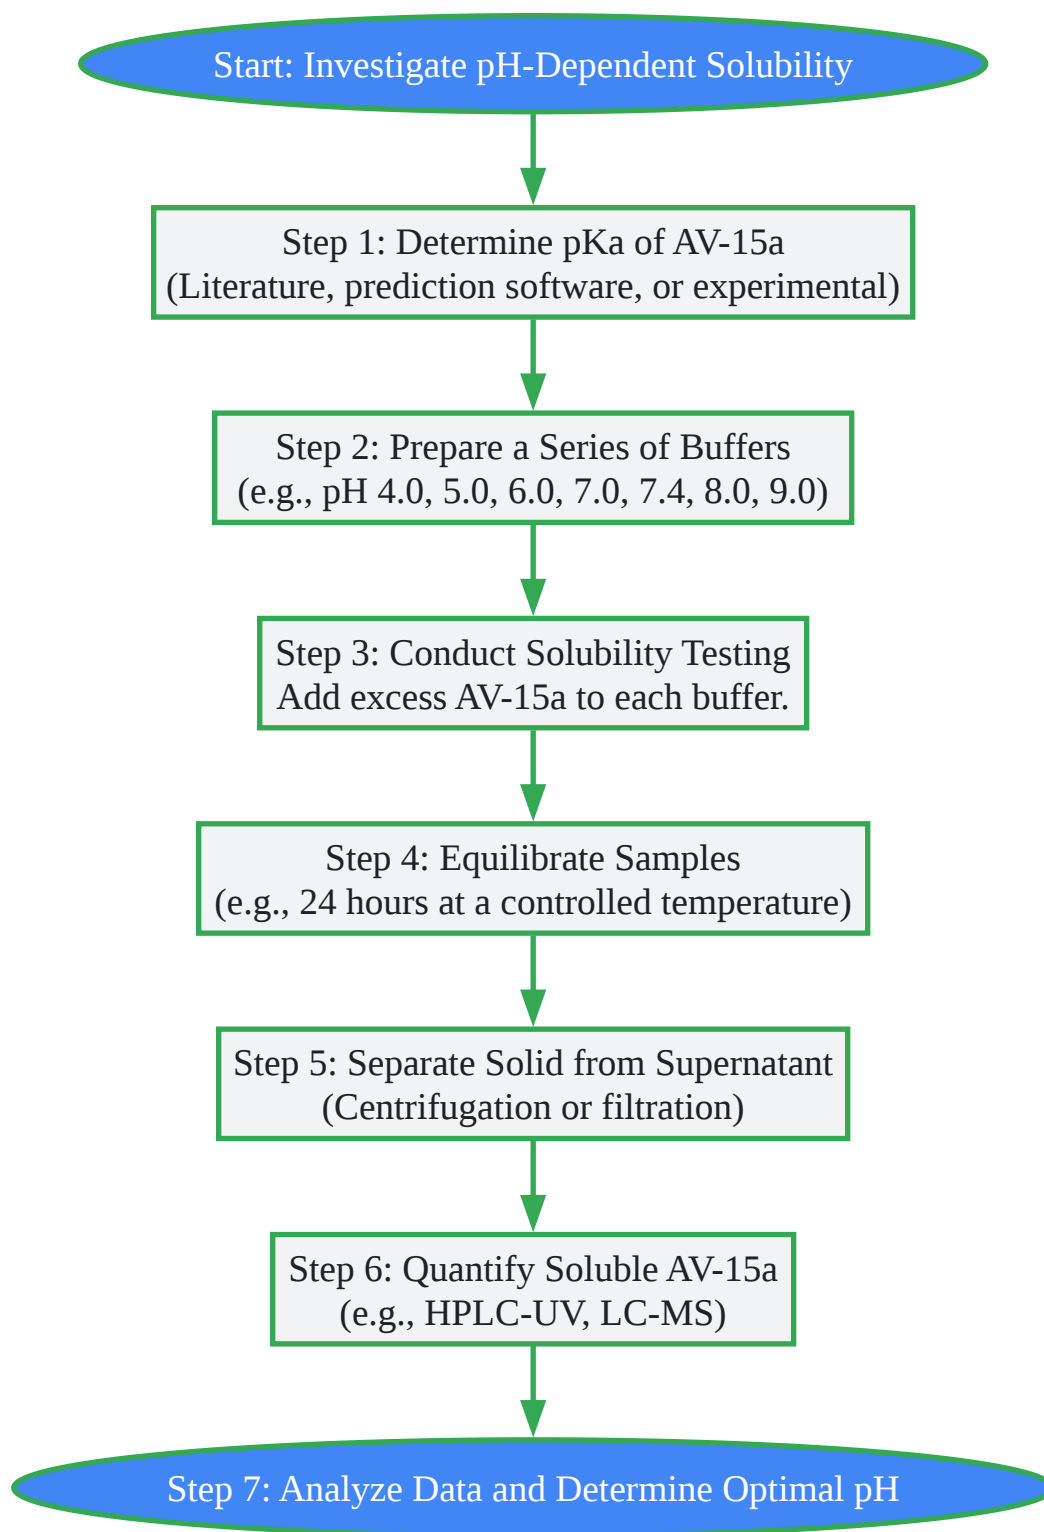 Start: Investigate pH-Dependent Solubility
Step 1: Determine pKa of AV-15a
(Literature, prediction software, or experimental)
Step 2: Prepare a Series of Buffers
(e.g., pH 4.0, 5.0, 6.0, 7.0, 7.4, 8.0, 9.0)
Step 3: Conduct Solubility Testing
Add excess AV-15a to each buffer.
Step 4: Equilibrate Samples
(e.g., 24 hours at a controlled temperature)
Step 5: Separate Solid from Supernatant
(Centrifugation or filtration)
Step 6: Quantify Soluble AV-15a
(e.g., HPLC-UV, LC-MS)
Step 7: Analyze Data and Determine Optimal pH